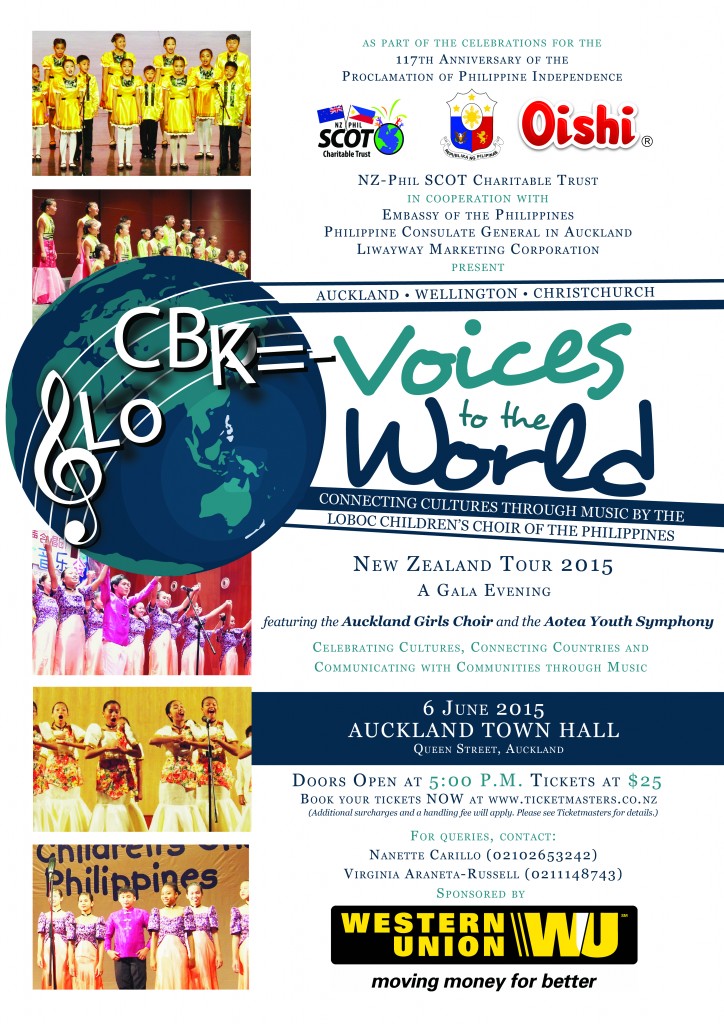 AS PART OF THE CELEBRATIONS FOR THE
117TH ANNIVERSARY OF THE
PROCLAMATION OF PHILIPPINE INDEPENDENCE
NZ PHIL
SCOT
Charitable Trust
REPUBLIKA NG PILIPINAS
Oishi ®
NZ-PHIL SCOT CHARITABLE TRUST
IN COOPERATION WITH
EMBASSY OF THE PHILIPPINES
PHILIPPINE CONSULATE GENERAL IN AUCKLAND
LIWAYWAY MARKETING CORPORATION
PRESENT
AUCKLAND • WELLINGTON • CHRISTCHURCH
LO CBK=
Voices
to the
World
CONNECTING CULTURES THROUGH MUSIC BY THE
LOBOC CHILDREN'S CHOIR OF THE PHILIPPINES
NEW ZEALAND TOUR 2015
A GALA EVENING
featuring the Auckland Girls Choir and the Aotea Youth Symphony
CELEBRATING CULTURES, CONNECTING COUNTRIES AND
COMMUNICATING WITH COMMUNITIES THROUGH MUSIC
6 JUNE 2015
AUCKLAND TOWN HALL
QUEEN STREET, AUCKLAND
DOORS OPEN AT 5:00 P.M. TICKETS AT $25
BOOK YOUR TICKETS NOW AT WWW.TICKETMASTERS.CO.NZ
(Additional surcharges and a handling fee will apply. Please see Ticketmasters for details.)
FOR QUERIES, CONTACT:
NANETTE CARILLO (02102653242)
VIRGINIA ARANETA-RUSSELL (0211148743)
SPONSORED BY
WESTERN
UNION WU
moving money for better
Children's Ch
Philippines